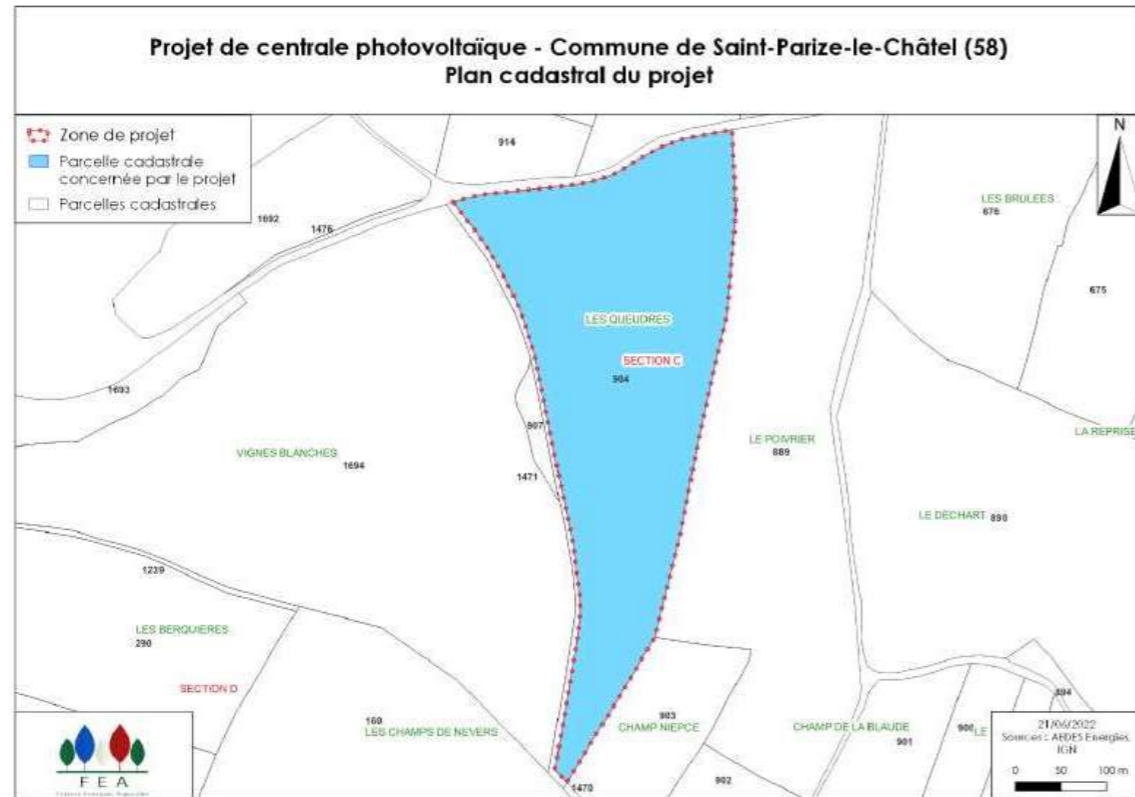 Projet de centrale photovoltaïque - Commune de Saint-Parize-le-Châtel (58)
Plan cadastral du projet
Zone de projet
Parcelle cadastrale
concernée par le projet
Parcelles cadastrales
N
914
1692
1476
LES BRULEES
676
675
LES QUEUDRES
SECTION C
904
1693
907
VIGNES BLANCHES
1694
1471
LE POIVRIER
889
LA REPRISE
LE DECHART 890
1239
LES BERQUIERES
290
SECTION D
160
LES CHAMPS DE NEVERS
903
CHAMP NIEPCE
902
1470
CHAMP DE LA BLAUDE
901
900
LE
894
FEA
21/06/2022
Sources : AEDES Energies,
IGN
0 50 100 m